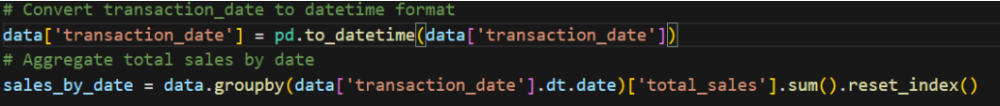 # Convert transaction_date to datetime format
data['transaction_date'] = pd.to_datetime(data['transaction_date'])
# Aggregate total sales by date
sales_by_date = data.groupby(data['transaction_date'].dt.date)['total_sales'].sum().reset_index()